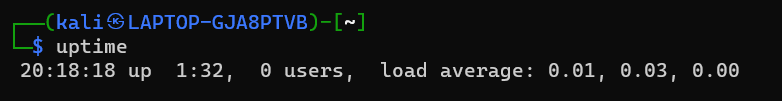 ┌──(kali㉿LAPTOP-GJA8PTVB)-[~]
└─$ uptime
 20:18:18 up  1:32,  0 users,  load average: 0.01, 0.03, 0.00